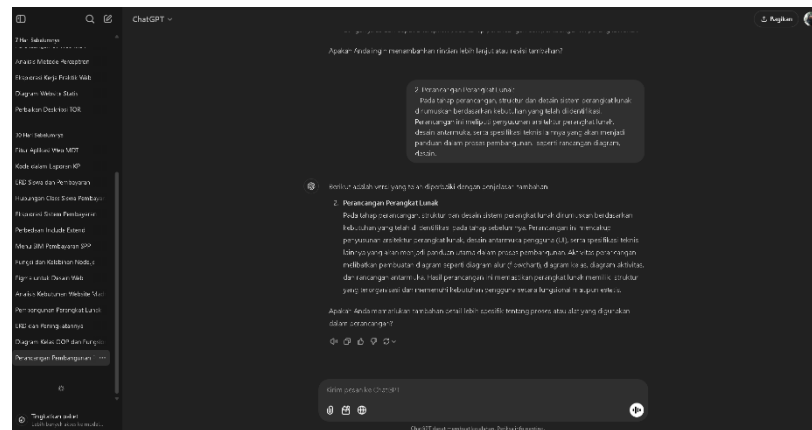 ChatGPT
Bagikan
7 Hari Sebelumnya
Analisis Metode Perceptron
Eksplorasi Kerja Praktik Web
Diagram Website Statis
Perbaikan Deskripsi TOR
30 Hari Sebelumnya
Fitur Aplikasi Web MDT
Kode dalam Laporan KP
ERD Siswa dan Pembayaran
Hubungan Class Siswa Pembaya
Eksplorasi Sistem Pembayaran
Perbedaan Include Extend
Menu SIM Pembayaran SPP
Fungsi dan Kelebihan Node.js
Figma untuk Desain Web
Analisis Kebutuhan Website Mad
Pembangunan Perangkat Lunak
ERD dan Peningkatannya
Diagram Kelas OOP dan Fungsi
Perancangan Pembangunan
Tingkatkan paket
Apakah Anda ingin menambahkan rincian lebih lanjut atau revisi tambahan?
2. Perancangan Perangkat Lunak
Pada tahap perancangan, struktur dan desain sistem perangkat lunak
dirumuskan berdasarkan kebutuhan yang telah diidentifikasi.
Perancangan ini meliputi penyusunan arsitektur perangkat lunak,
desain antarmuka, serta spesifikasi teknis lainnya yang akan menjadi
panduan dalam proses pembangunan. seperti rancangan diagram,
desain.
Berikut adalah versi yang telah diperbaiki dengan penjelasan tambahan
2. Perancangan Perangkat Lunak
Pada tahap perancangan, struktur dan desain sistem perangkat lunak dirumuskan berdasarkan
kebutuhan yang telah diidentifikasi pada tahap sebelumnya. Perancangan ini mencakup
penyusunan arsitektur perangkat lunak, desain antarmuka pengguna (UI), serta spesifikasi teknis
lainnya yang akan menjadi panduan utama dalam proses pembangunan. Aktivitas perancangan
melibatkan pembuatan diagram seperti diagram alur (flowchart), diagram kelas, diagram aktivitas,
dan rancangan antarmuka. Hasil perancangan ini memastikan perangkat lunak memiliki struktur
yang terorganisasi dan memenuhi kebutuhan pengguna secara fungsional maupun estetis.
Apakah Anda memerlukan tambahan detail lebih spesifik tentang proses atau alat yang digunakan
dalam perancangan?
Kirim pesan ke ChatGPT